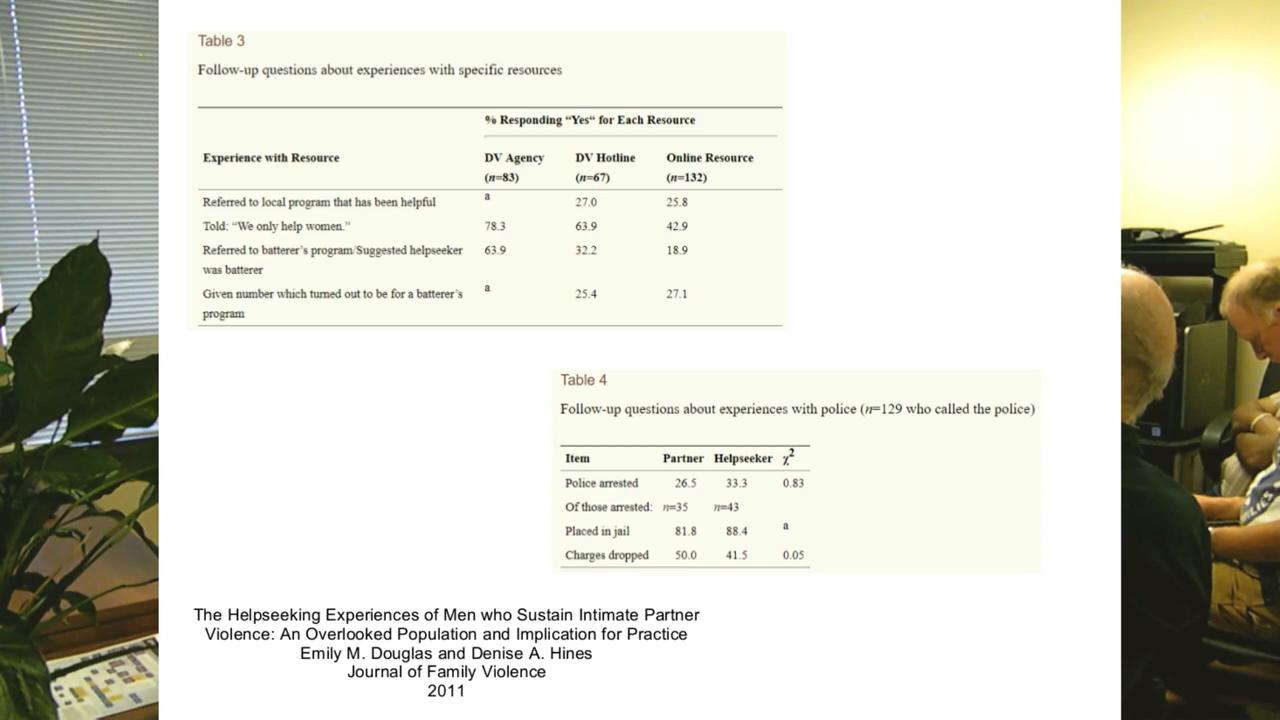 Table 3
Follow-up questions about experiences with specific resources
% Responding “Yes“ for Each Resource
Experience with Resource DV Agency DV Hotline Online Resource
(n=83) (n=67) (n=132)
Referred to local program that has been helpful a 27.0 25.8
Told: “We only help women.” 78.3 63.9 42.9
Referred to batterer’s program/Suggested helpseeker 63.9 32.2 18.9
was batterer
Given number which turned out to be for a batterer’s a 25.4 27.1
program
Table 4
Follow-up questions about experiences with police (n=129 who called the police)
Item Partner Helpseeker χ2
Police arrested 26.5 33.3 0.83
Of those arrested: n=35 n=43
Placed in jail 81.8 88.4 a
Charges dropped 50.0 41.5 0.05
The Helpseeking Experiences of Men who Sustain Intimate Partner
Violence: An Overlooked Population and Implication for Practice
Emily M. Douglas and Denise A. Hines
Journal of Family Violence
2011